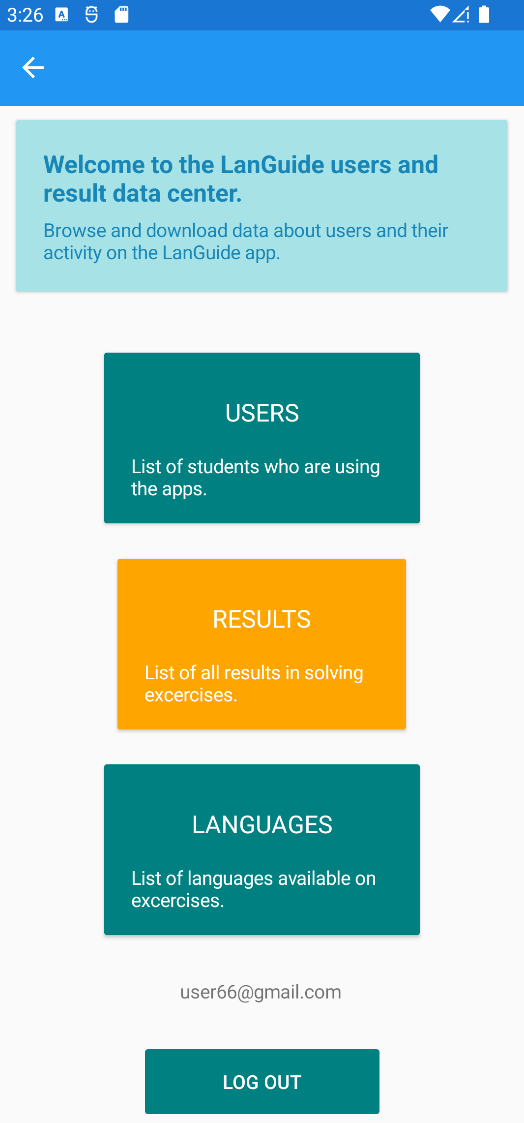 3:26
Welcome to the LanGuide users and
result data center.
Browse and download data about users and their
activity on the LanGuide app.
USERS
List of students who are using
the apps.
RESULTS
List of all results in solving
excercises.
LANGUAGES
List of languages available on
excercises.
user66@gmail.com
LOG OUT